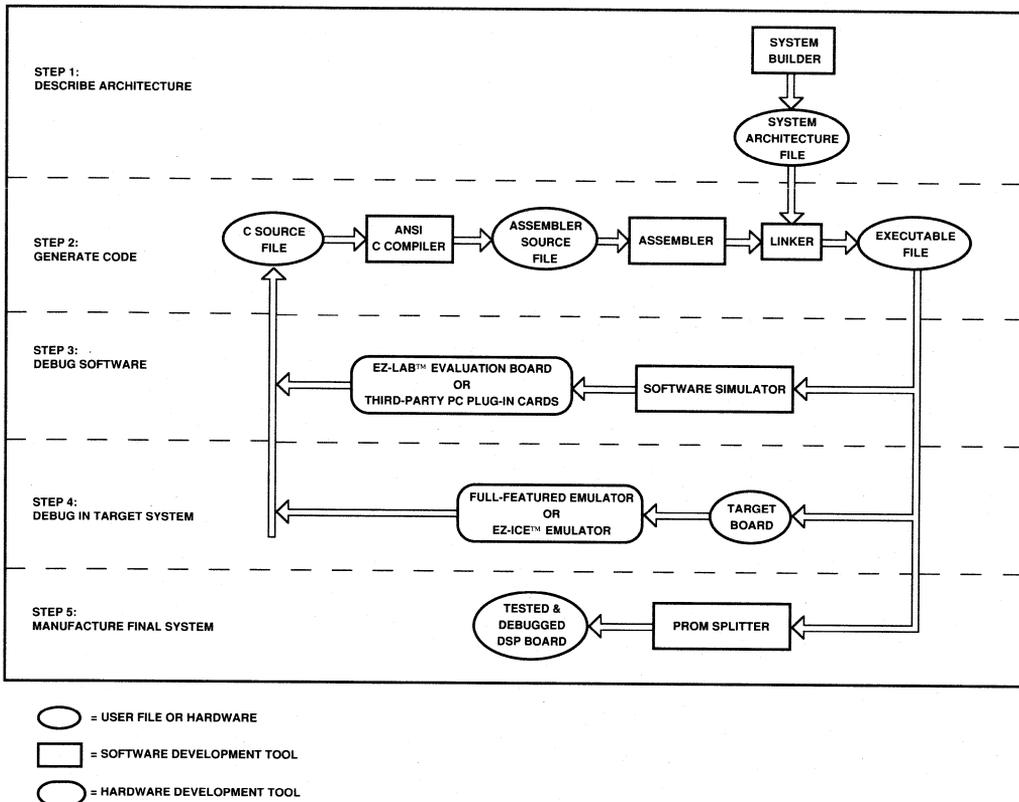 SYSTEM
BUILDER
STEP 1:
DESCRIBE ARCHITECTURE
SYSTEM
ARCHITECTURE
FILE
STEP 2:
GENERATE CODE
C SOURCE
FILE
ANSI
C COMPILER
ASSEMBLER
SOURCE
FILE
ASSEMBLER
LINKER
EXECUTABLE
FILE
STEP 3:
DEBUG SOFTWARE
EZ-LAB™ EVALUATION BOARD
OR
THIRD-PARTY PC PLUG-IN CARDS
SOFTWARE SIMULATOR
STEP 4:
DEBUG IN TARGET SYSTEM
FULL-FEATURED EMULATOR
OR
EZ-ICE™ EMULATOR
TARGET
BOARD
STEP 5:
MANUFACTURE FINAL SYSTEM
TESTED &
DEBUGGED
DSP BOARD
PROM SPLITTER
= USER FILE OR HARDWARE
= SOFTWARE DEVELOPMENT TOOL
= HARDWARE DEVELOPMENT TOOL